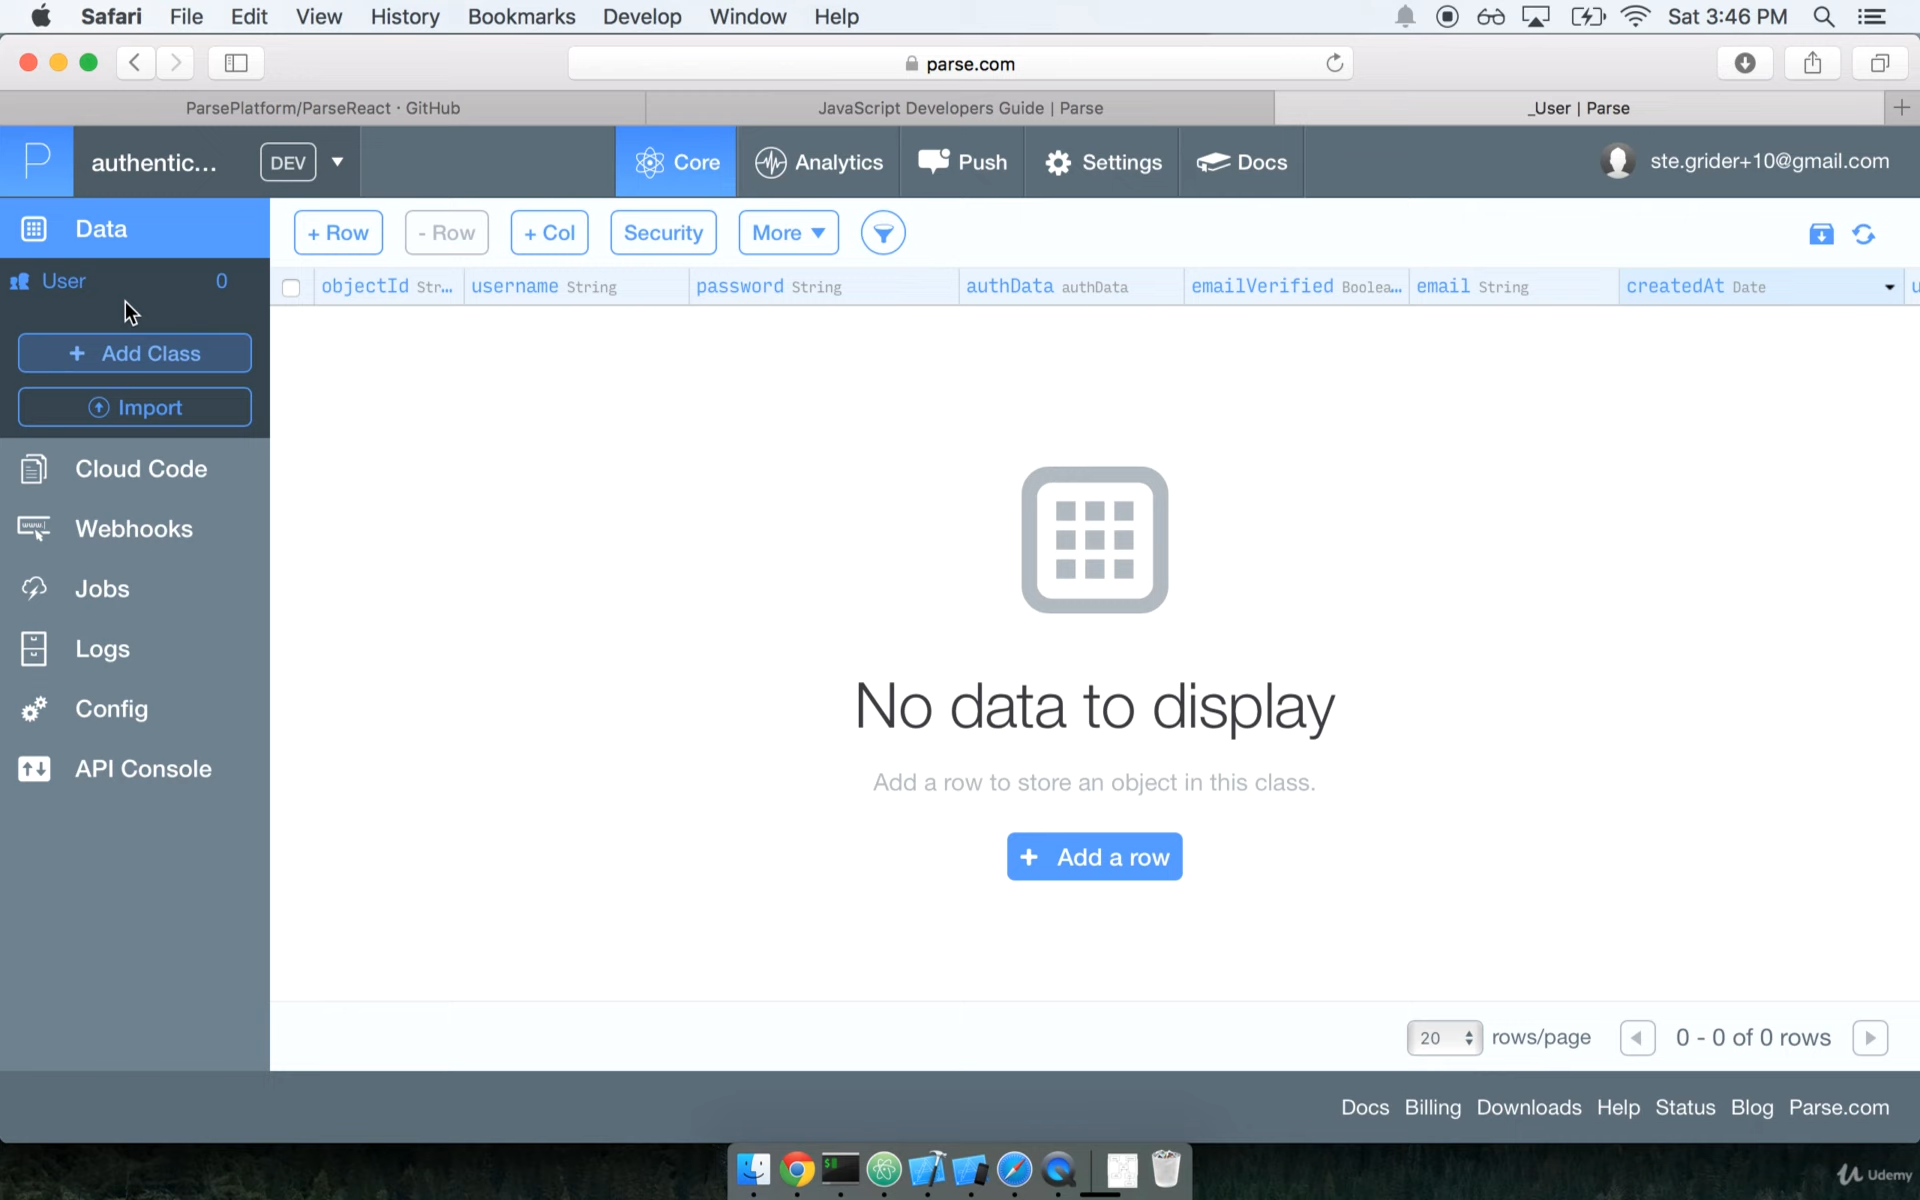 Safari File Edit View History Bookmarks Develop Window Help Sat 3:46 PM
parse.com
ParsePlatform/ParseReact · GitHub JavaScript Developers Guide | Parse _User | Parse
authentic... DEV Core Analytics Push Settings Docs ste.grider+10@gmail.com
Data + Row - Row + Col Security More
User 0
objectId Str... username String password String authData authData emailVerified Boolea... email String createdAt Date u
+ Add Class
Import
Cloud Code
Webhooks
Jobs
Logs
Config
API Console
No data to display
Add a row to store an object in this class.
+ Add a row
20 rows/page 0 - 0 of 0 rows
Docs Billing Downloads Help Status Blog Parse.com
Udemy